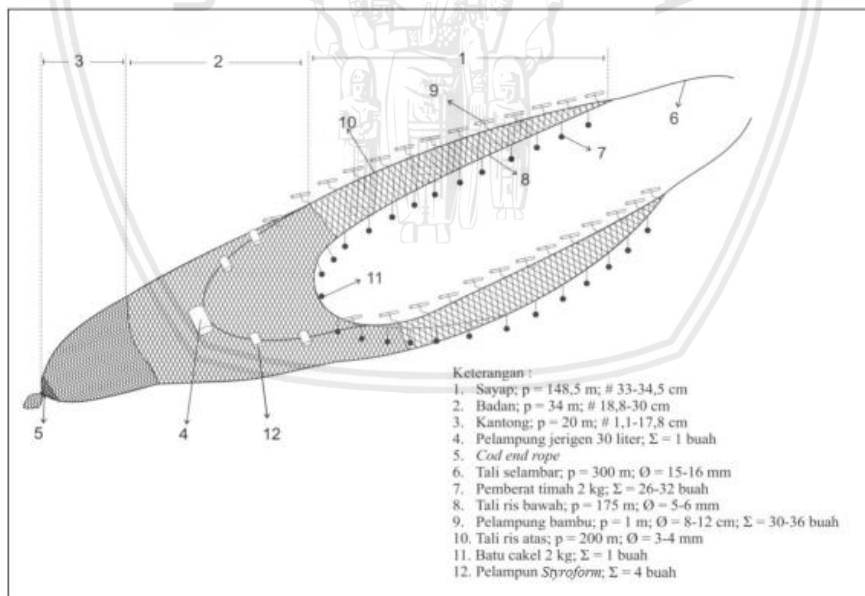 3
2
1
9
10
6
7
8
11
5
4
12
Keterangan :
1. Sayap; p = 148,5 m; # 33-34,5 cm
2. Badan; p = 34 m; # 18,8-30 cm
3. Kantong; p = 20 m; # 1,1-17,8 cm
4. Pelampung jerigen 30 liter; Σ = 1 buah
5. Cod end rope
6. Tali selambar; p = 300 m; Ø = 15-16 mm
7. Pemberat timah 2 kg; Σ = 26-32 buah
8. Tali ris bawah; p = 175 m; Ø = 5-6 mm
9. Pelampung bambu; p = 1 m; Ø = 8-12 cm; Σ = 30-36 buah
10. Tali ris atas; p = 200 m; Ø = 3-4 mm
11. Batu cakel 2 kg; Σ = 1 buah
12. Pelampun Styroform; Σ = 4 buah